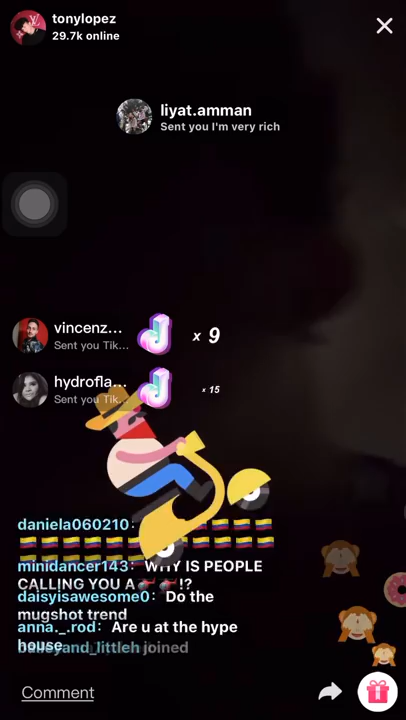 tonylopez
29.7k online
liyat.amman
Sent you I'm very rich
vincenz...
Sent you Tik...
x 9
hydrofla...
Sent you Tik...
x 15
daniela060210:
minidancer143: WHY IS PEOPLE
CALL!NG YOU A !?
daisyisawesome0: Do the
mugshot trend
anna._.rod: Are u at the hype
house
joined
Comment